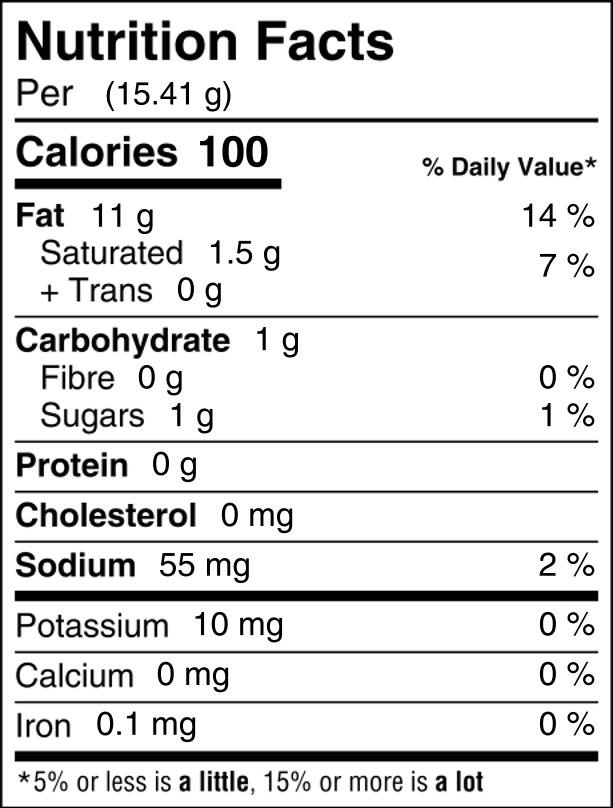 Nutrition Facts
Per (15.41 g)
Calories 100
% Daily Value*
Fat 11 g 14 %
Saturated 1.5 g
7 %
+ Trans 0 g
Carbohydrate 1 g
Fibre 0 g 0 %
Sugars 1 g 1 %
Protein 0 g
Cholesterol 0 mg
Sodium 55 mg 2 %
Potassium 10 mg 0 %
Calcium 0 mg 0 %
Iron 0.1 mg 0 %
*5% or less is a little, 15% or more is a lot